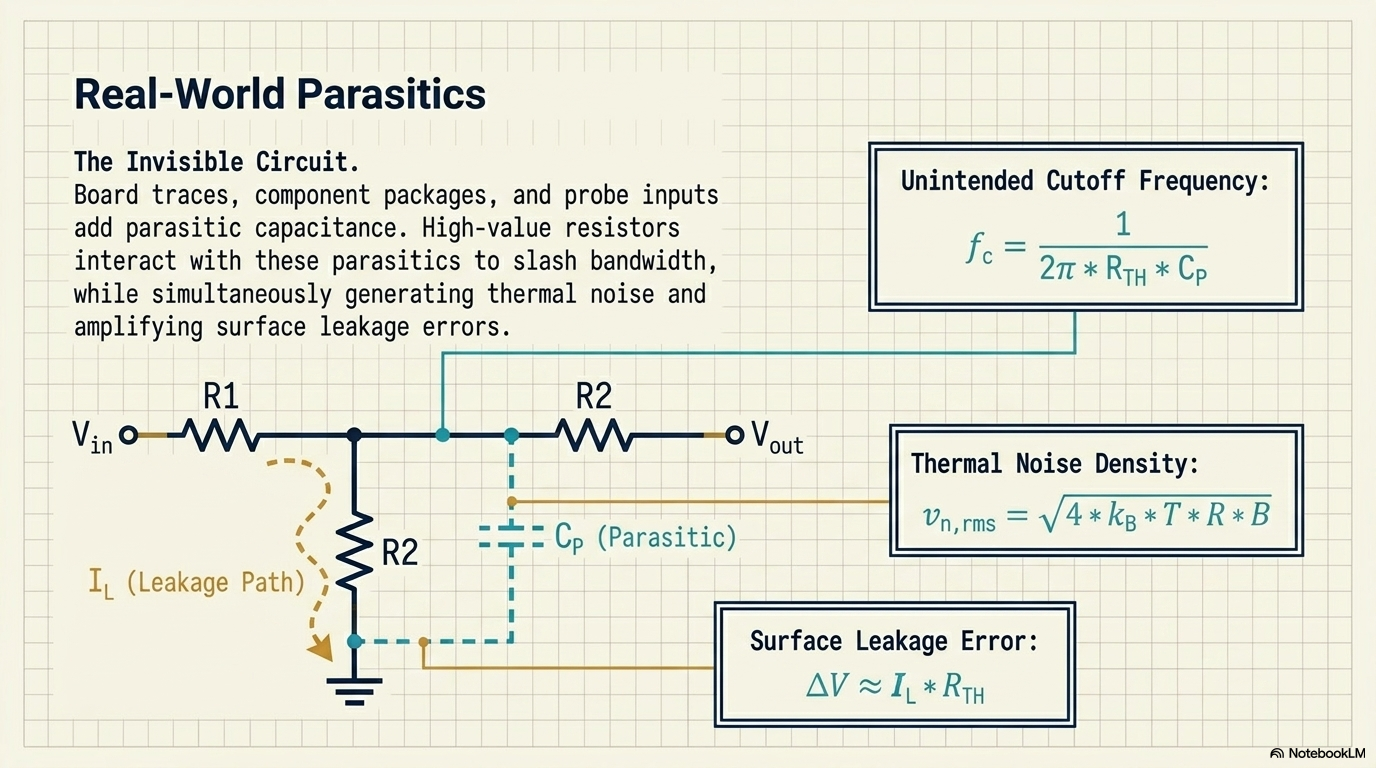 Real-World Parasitics
The Invisible Circuit.
Board traces, component packages, and probe inputs
add parasitic capacitance. High-value resistors
interact with these parasitics to slash bandwidth,
while simultaneously generating thermal noise and
amplifying surface leakage errors.
Unintended Cutoff Frequency:
f_c = 1 / (2π * R_TH * C_P)
R1
R2
V_in
V_out
Thermal Noise Density:
v_n,rms = √(4 * k_B * T * R * B)
C_P (Parasitic)
R2
I_L (Leakage Path)
Surface Leakage Error:
ΔV ≈ I_L * R_TH
NotebookLM